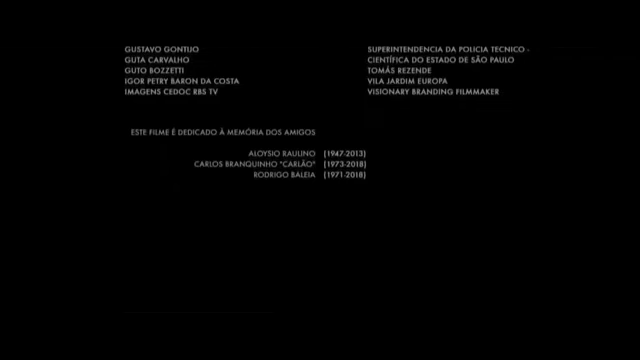 GUSTAVO GONTIJO
GUTA CARVALHO
GUTO BOZZETTI
IGOR PETRY BARON DA COSTA
IMAGENS CEDOC RBS TV
SUPERINTENDENCIA DA POLICIA TECNICO -
CIENTÍFICA DO ESTADO DE SÃO PAULO
TOMÁS REZENDE
VILA JARDIM EUROPA
VISIONARY BRANDING FILMMAKER
ESTE FILME É DEDICADO À MEMÓRIA DOS AMIGOS
ALOYSIO RAULINO (1947-2013)
CARLOS BRANQUINHO "CARLÃO" (1973-2018)
RODRIGO BALEIA (1971-2018)